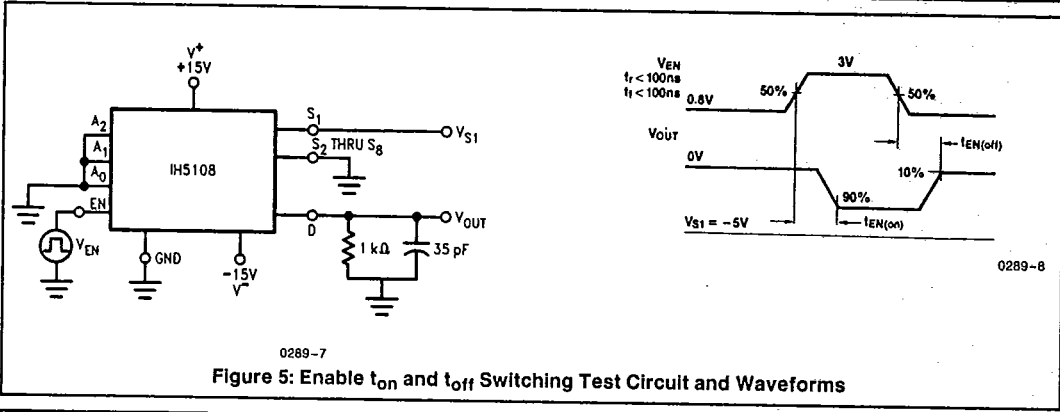 V+
+15V
A2
A1
A0
EN
VEN
IH5108
GND
-15V
V-
S1
VS1
S2 THRU S8
D
VOUT
1 kΩ
35 pF
0289-7
VEN
tr<100ns
tf<100ns
3V
50%
50%
0.8V
VOUT
tEN(off)
0V
10%
90%
VS1 = -5V
tEN(on)
0289-8
Figure 5: Enable ton and toff Switching Test Circuit and Waveforms